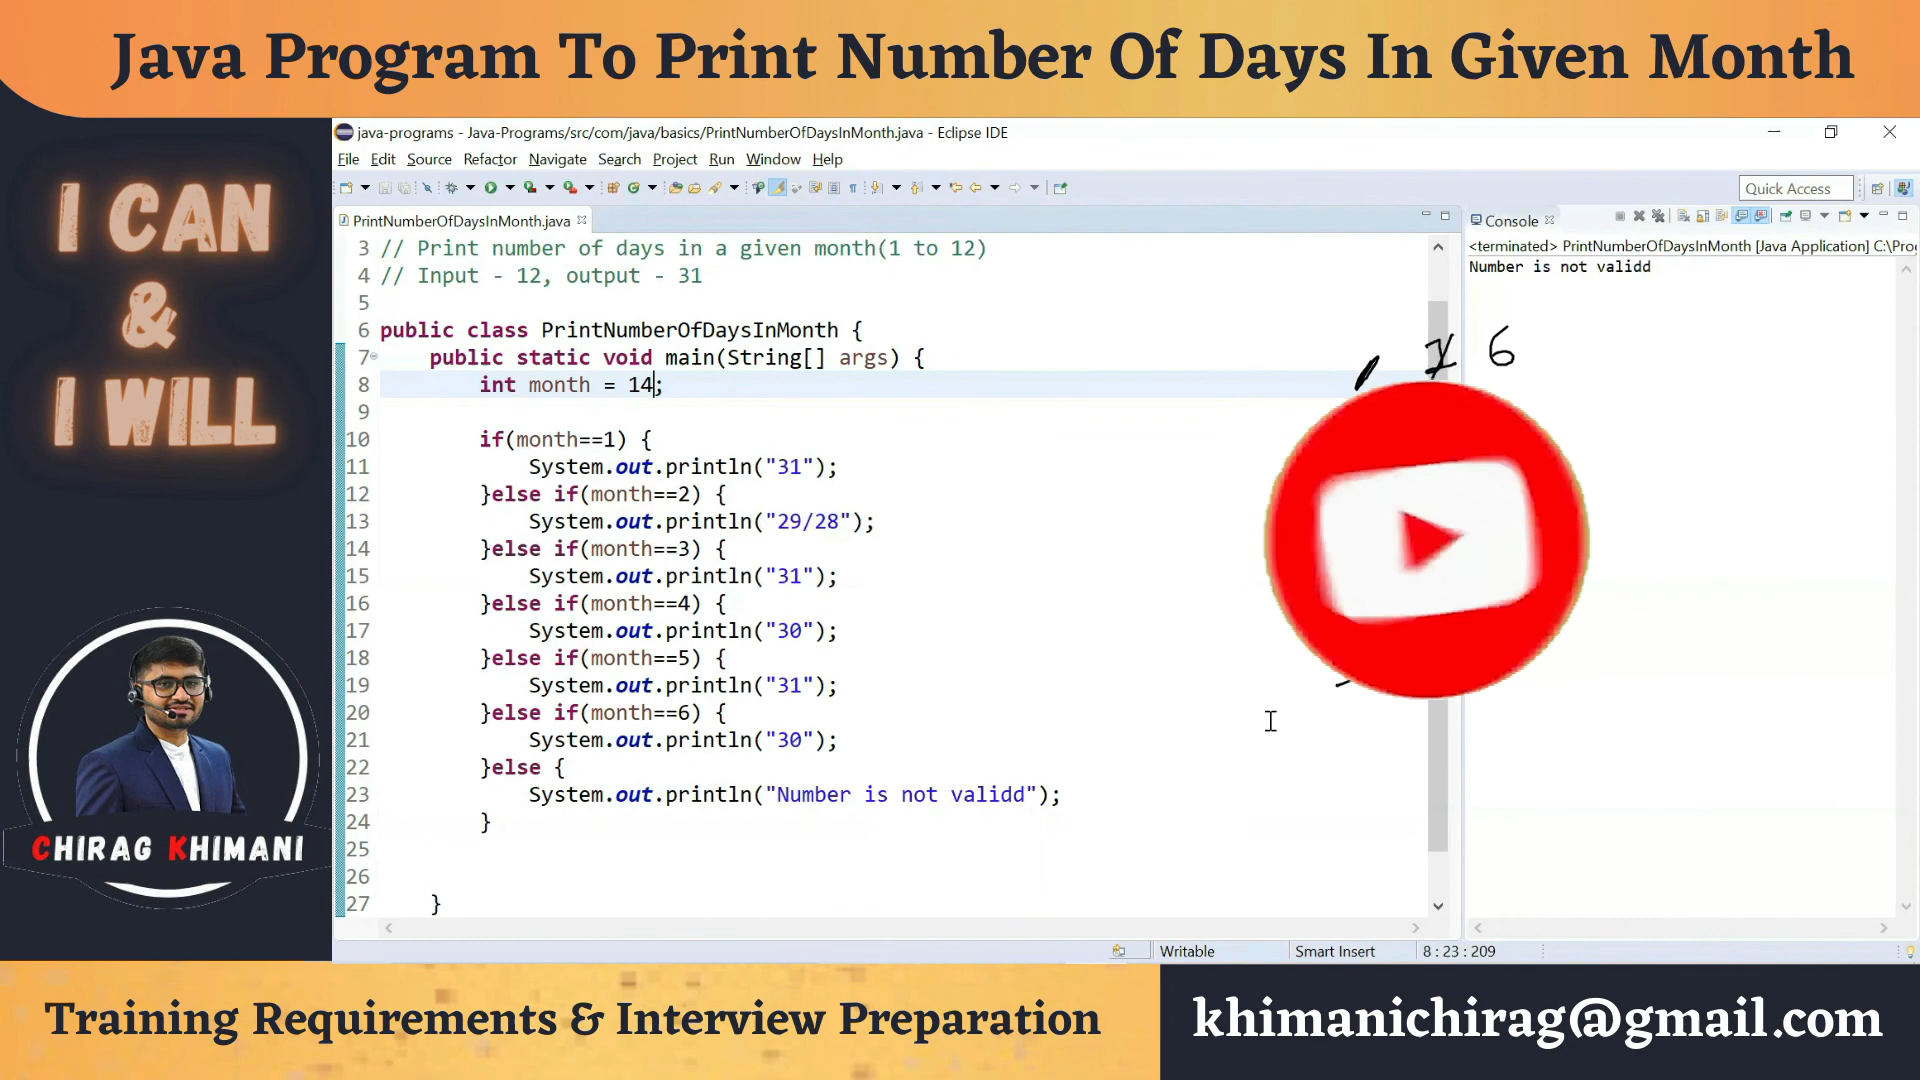 Java Program To Print Number Of Days In Given Month
I CAN
&
I WILL
CHIRAG KHIMANI
java-programs - Java-Programs/src/com/java/basics/PrintNumberOfDaysInMonth.java - Eclipse IDE
File Edit Source Refactor Navigate Search Project Run Window Help
Quick Access
PrintNumberOfDaysInMonth.java
3 // Print number of days in a given month(1 to 12)
4 // Input - 12, output - 31
5
6 public class PrintNumberOfDaysInMonth {
7 public static void main(String[] args) {
8 int month = 14;
9
10 if(month==1) {
11 System.out.println("31");
12 }else if(month==2) {
13 System.out.println("29/28");
14 }else if(month==3) {
15 System.out.println("31");
16 }else if(month==4) {
17 System.out.println("30");
18 }else if(month==5) {
19 System.out.println("31");
20 }else if(month==6) {
21 System.out.println("30");
22 }else {
23 System.out.println("Number is not validd");
24 }
25
26
27 }
Console
<terminated> PrintNumberOfDaysInMonth [Java Application] C:\Pro
Number is not validd
6
Writable Smart Insert 8 : 23 : 209
Training Requirements & Interview Preparation
khimanichirag@gmail.com